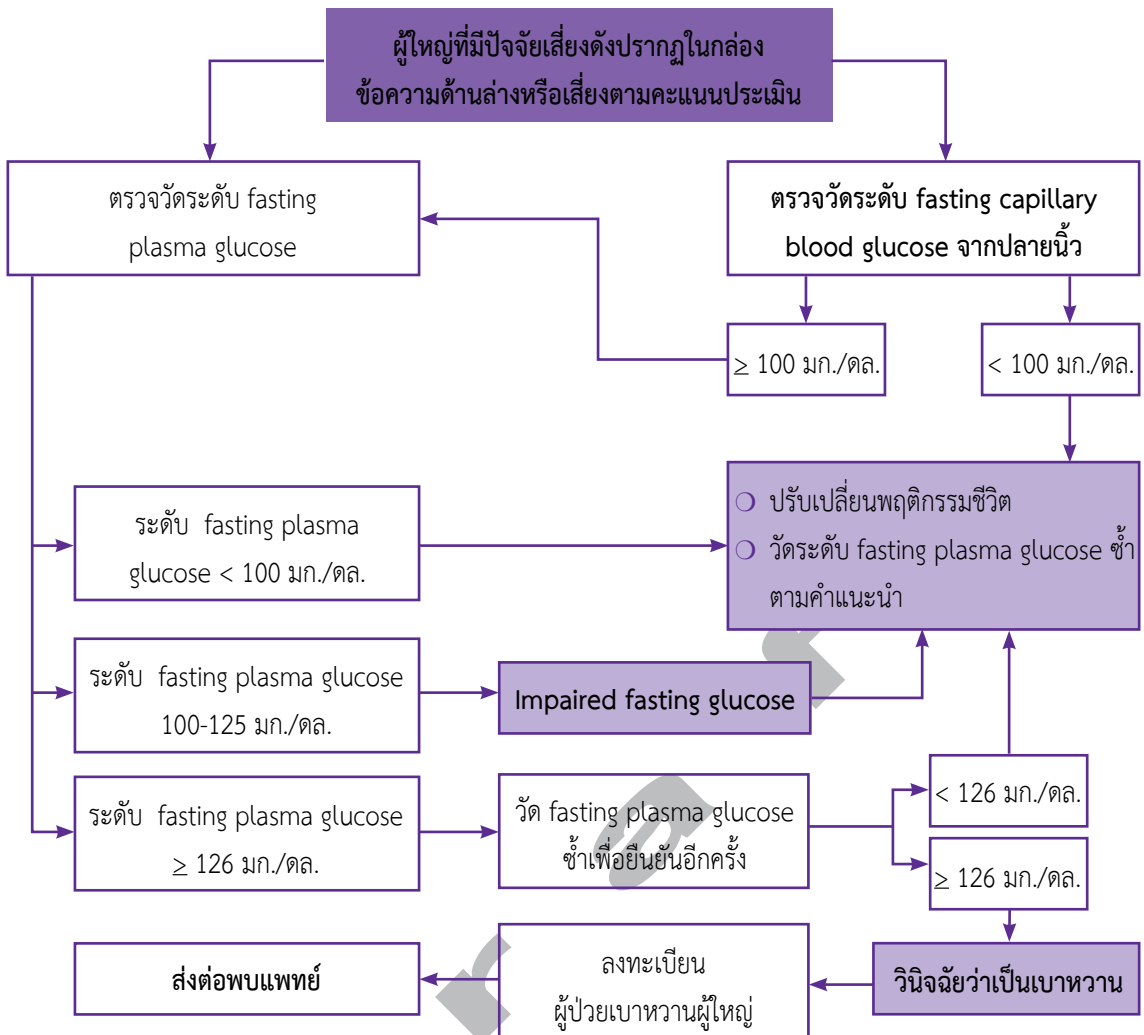 ผู้ใหญ่ที่มีปัจจัยเสี่ยงดังปรากฏในกล่อง
ข้อความด้านล่างหรือเสี่ยงตามคะแนนประเมิน
ตรวจวัดระดับ fasting
plasma glucose
ตรวจวัดระดับ fasting capillary
blood glucose จากปลายนิ้ว
≥ 100 มก./ดล.
< 100 มก./ดล.
ระดับ fasting plasma
glucose < 100 มก./ดล.
❍ ปรับเปลี่ยนพฤติกรรมชีวิต
❍ วัดระดับ fasting plasma glucose ซ้ำ
ตามคำแนะนำ
ระดับ fasting plasma glucose
100-125 มก./ดล.
Impaired fasting glucose
ระดับ fasting plasma glucose
≥ 126 มก./ดล.
วัด fasting plasma glucose
ซ้ำเพื่อยืนยันอีกครั้ง
< 126 มก./ดล.
≥ 126 มก./ดล.
วินิจฉัยว่าเป็นเบาหวาน
ลงทะเบียน
ผู้ป่วยเบาหวานผู้ใหญ่
ส่งต่อพบแพทย์